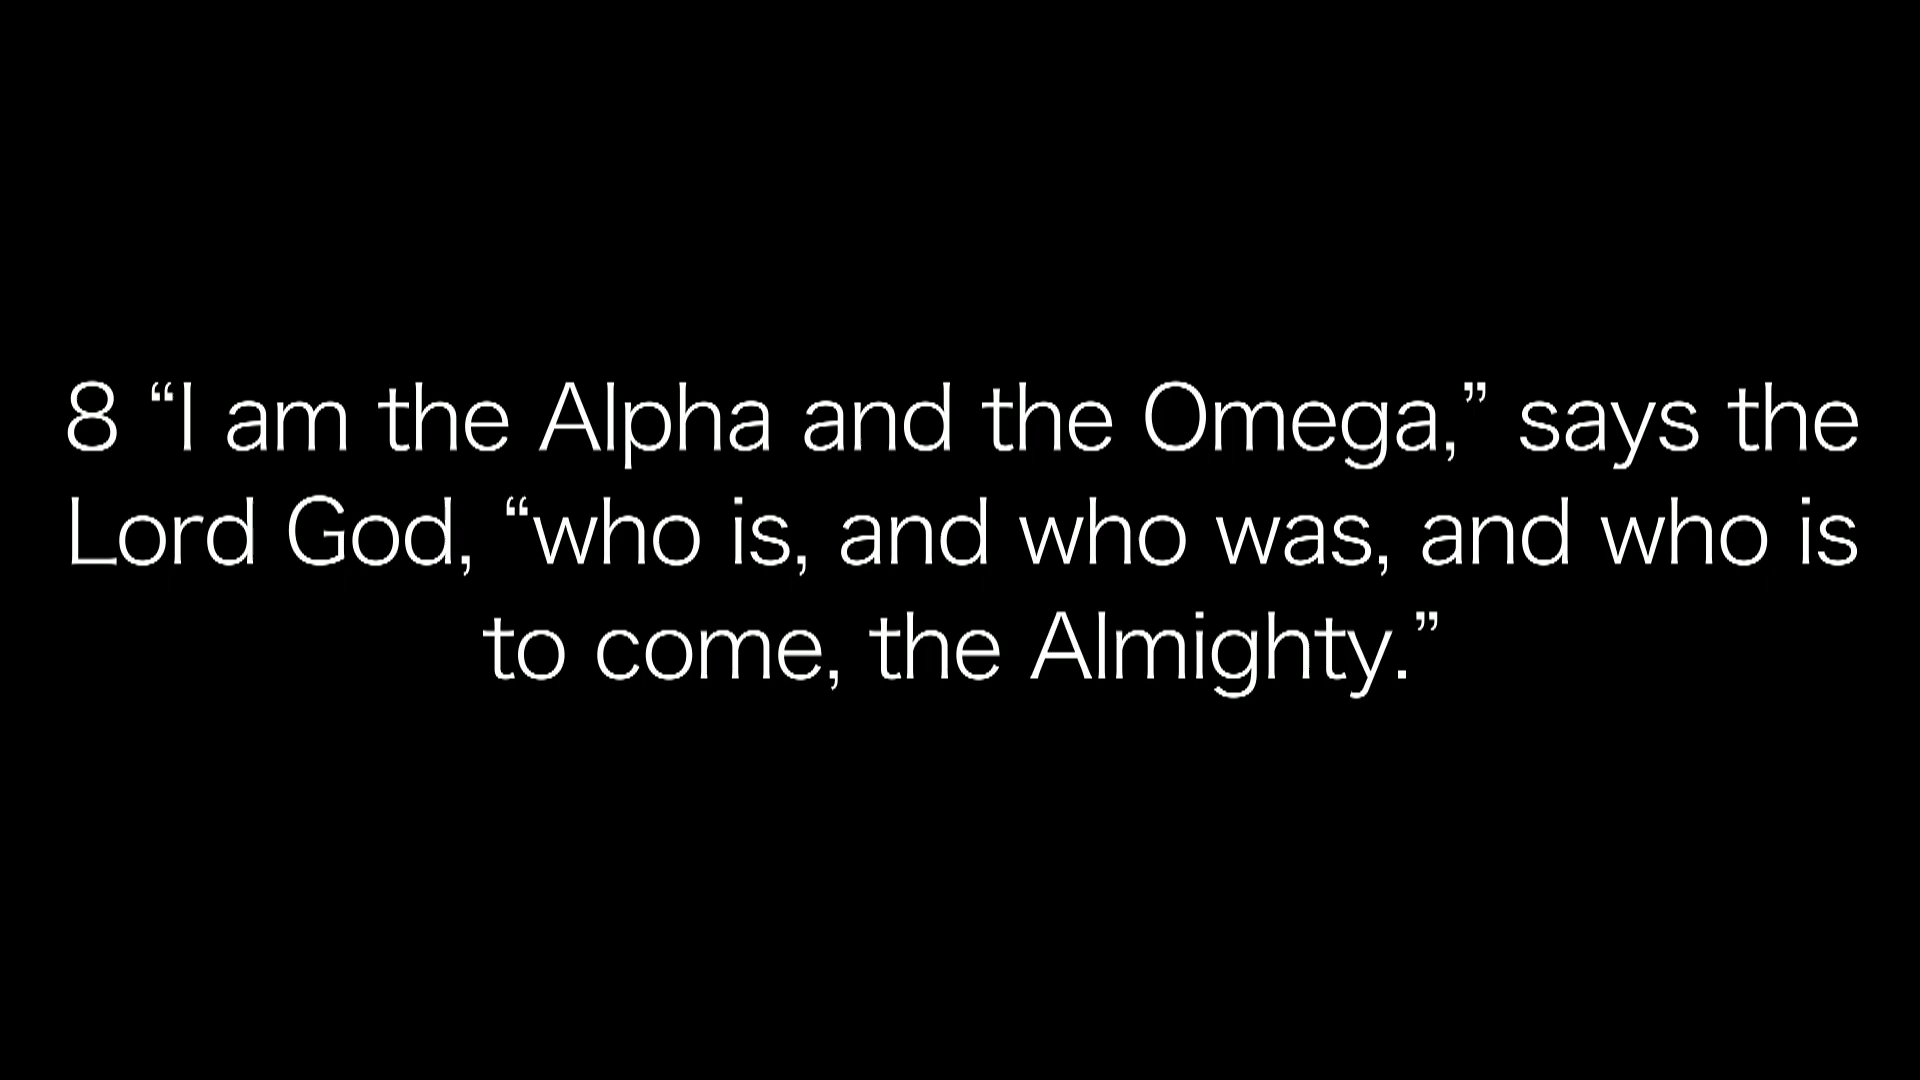 8 “I am the Alpha and the Omega,” says the
Lord God, “who is, and who was, and who is
to come, the Almighty.”